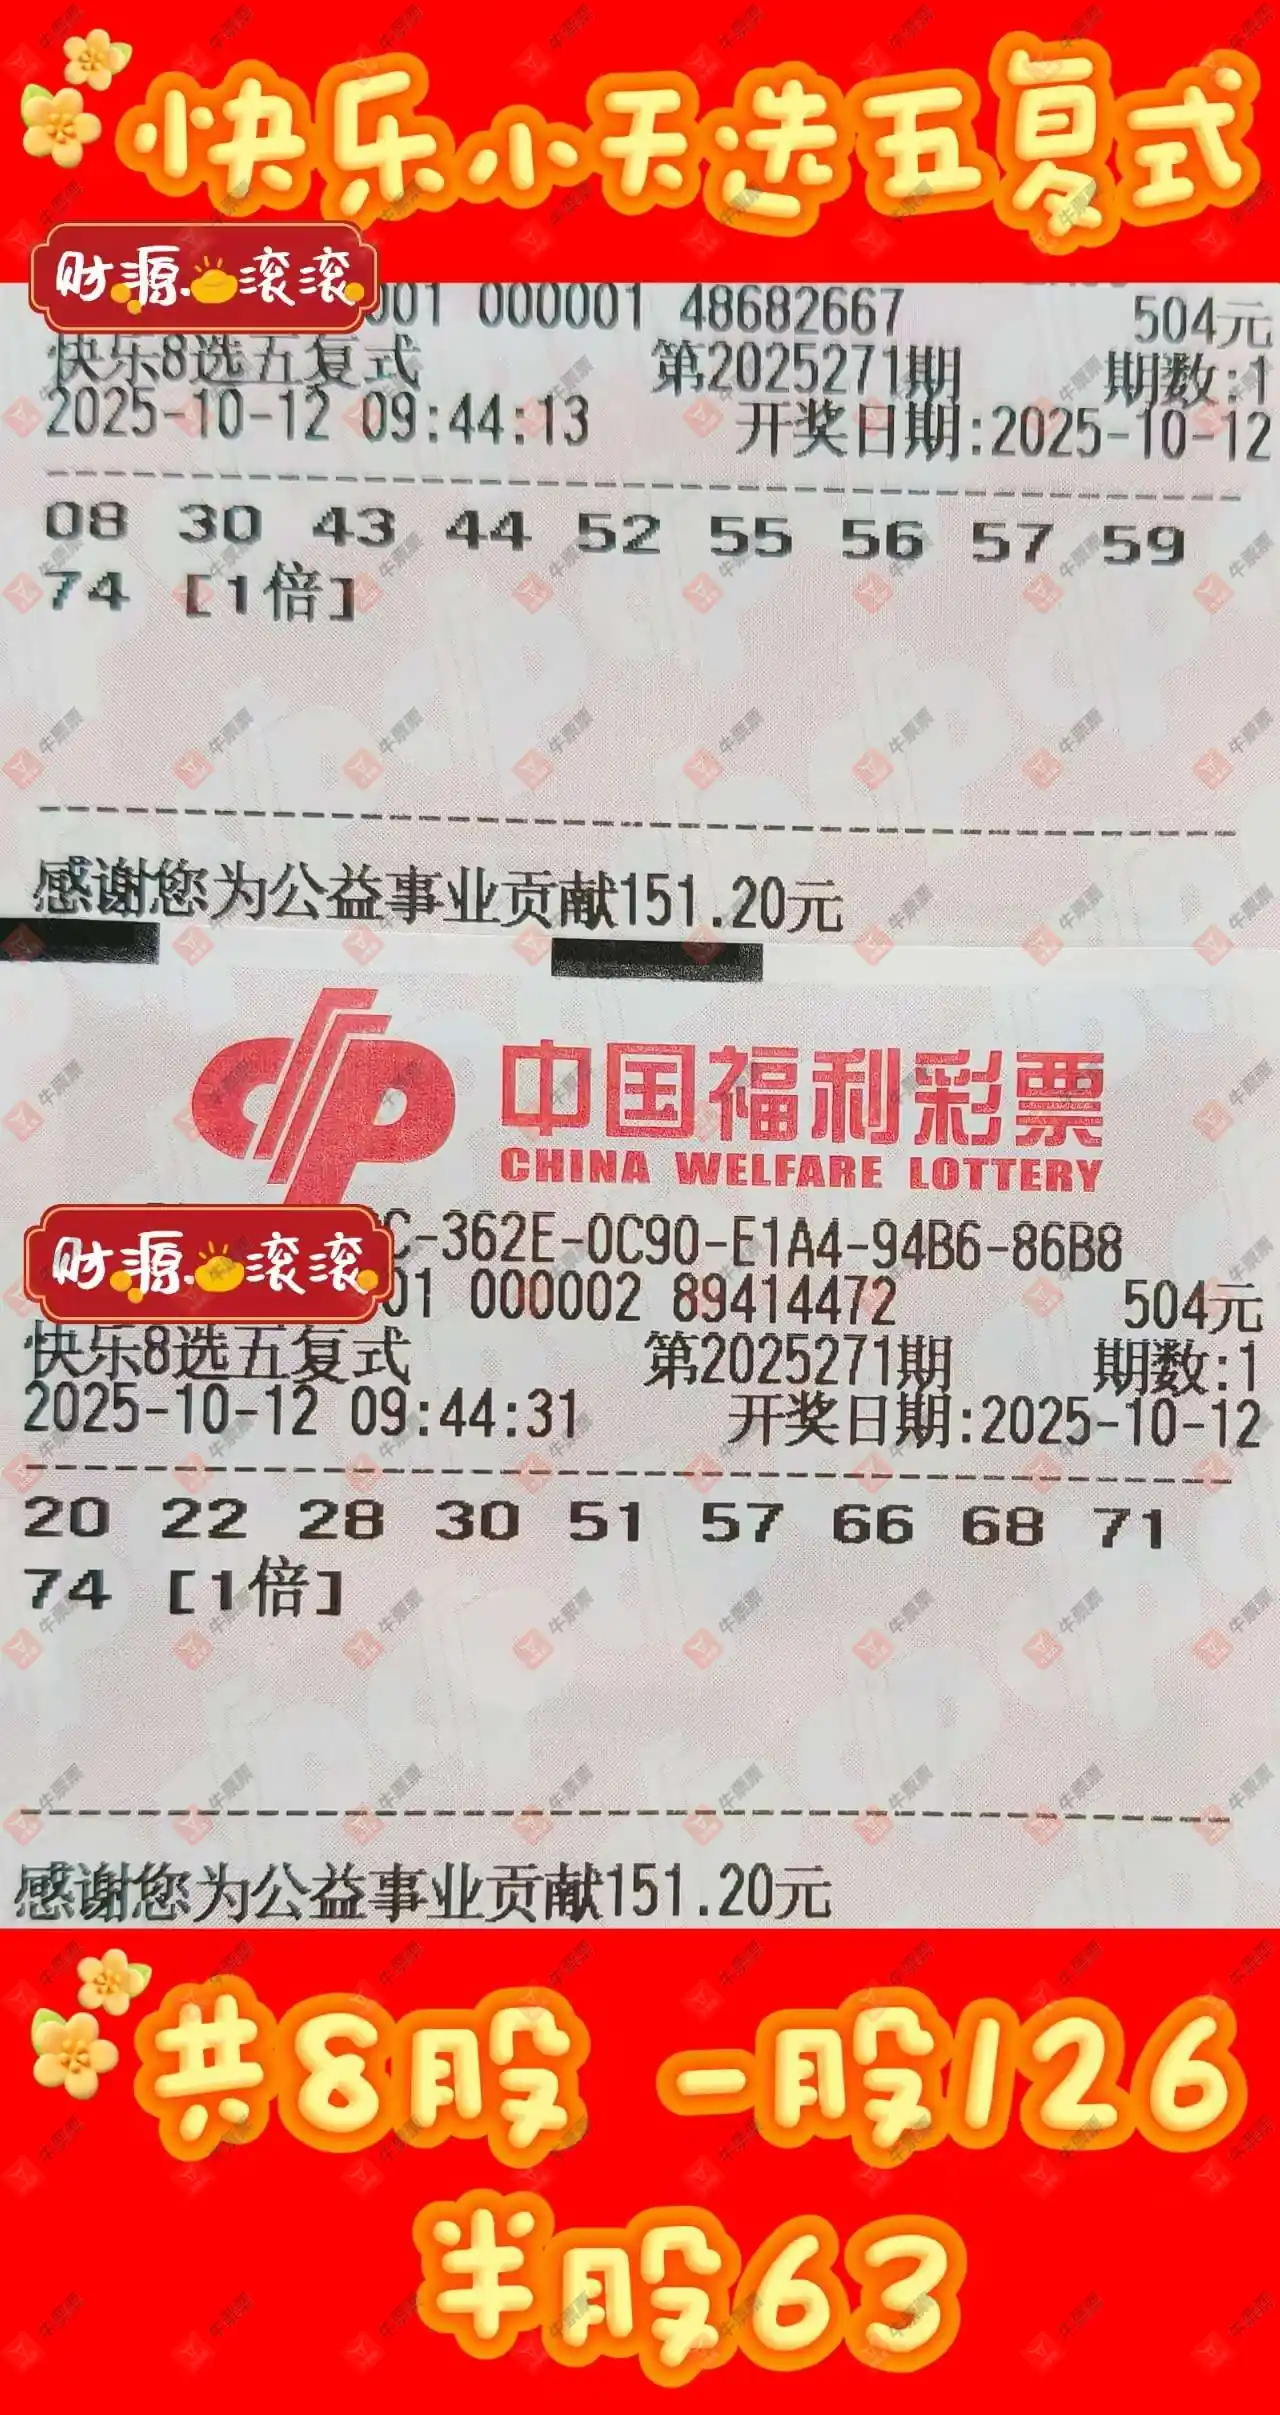 快乐小天选五复式
财源滚滚
001 000001 48682667 504元
快乐8选五复式 第2025271期 期数:1
2025-10-12 09:44:13 开奖日期:2025-10-12
08 30 43 44 52 55 56 57 59
74 [1倍]
感谢您为公益事业贡献151.20元
中国福利彩票
CHINA WELFARE LOTTERY
C-362E-0C90-E1A4-94B6-86B8
财源滚滚
01 000002 89414472 504元
快乐8选五复式 第2025271期 期数:1
2025-10-12 09:44:31 开奖日期:2025-10-12
20 22 28 30 51 57 66 68 71
74 [1倍]
感谢您为公益事业贡献151.20元
共8股 一股126
半股63
牛票票